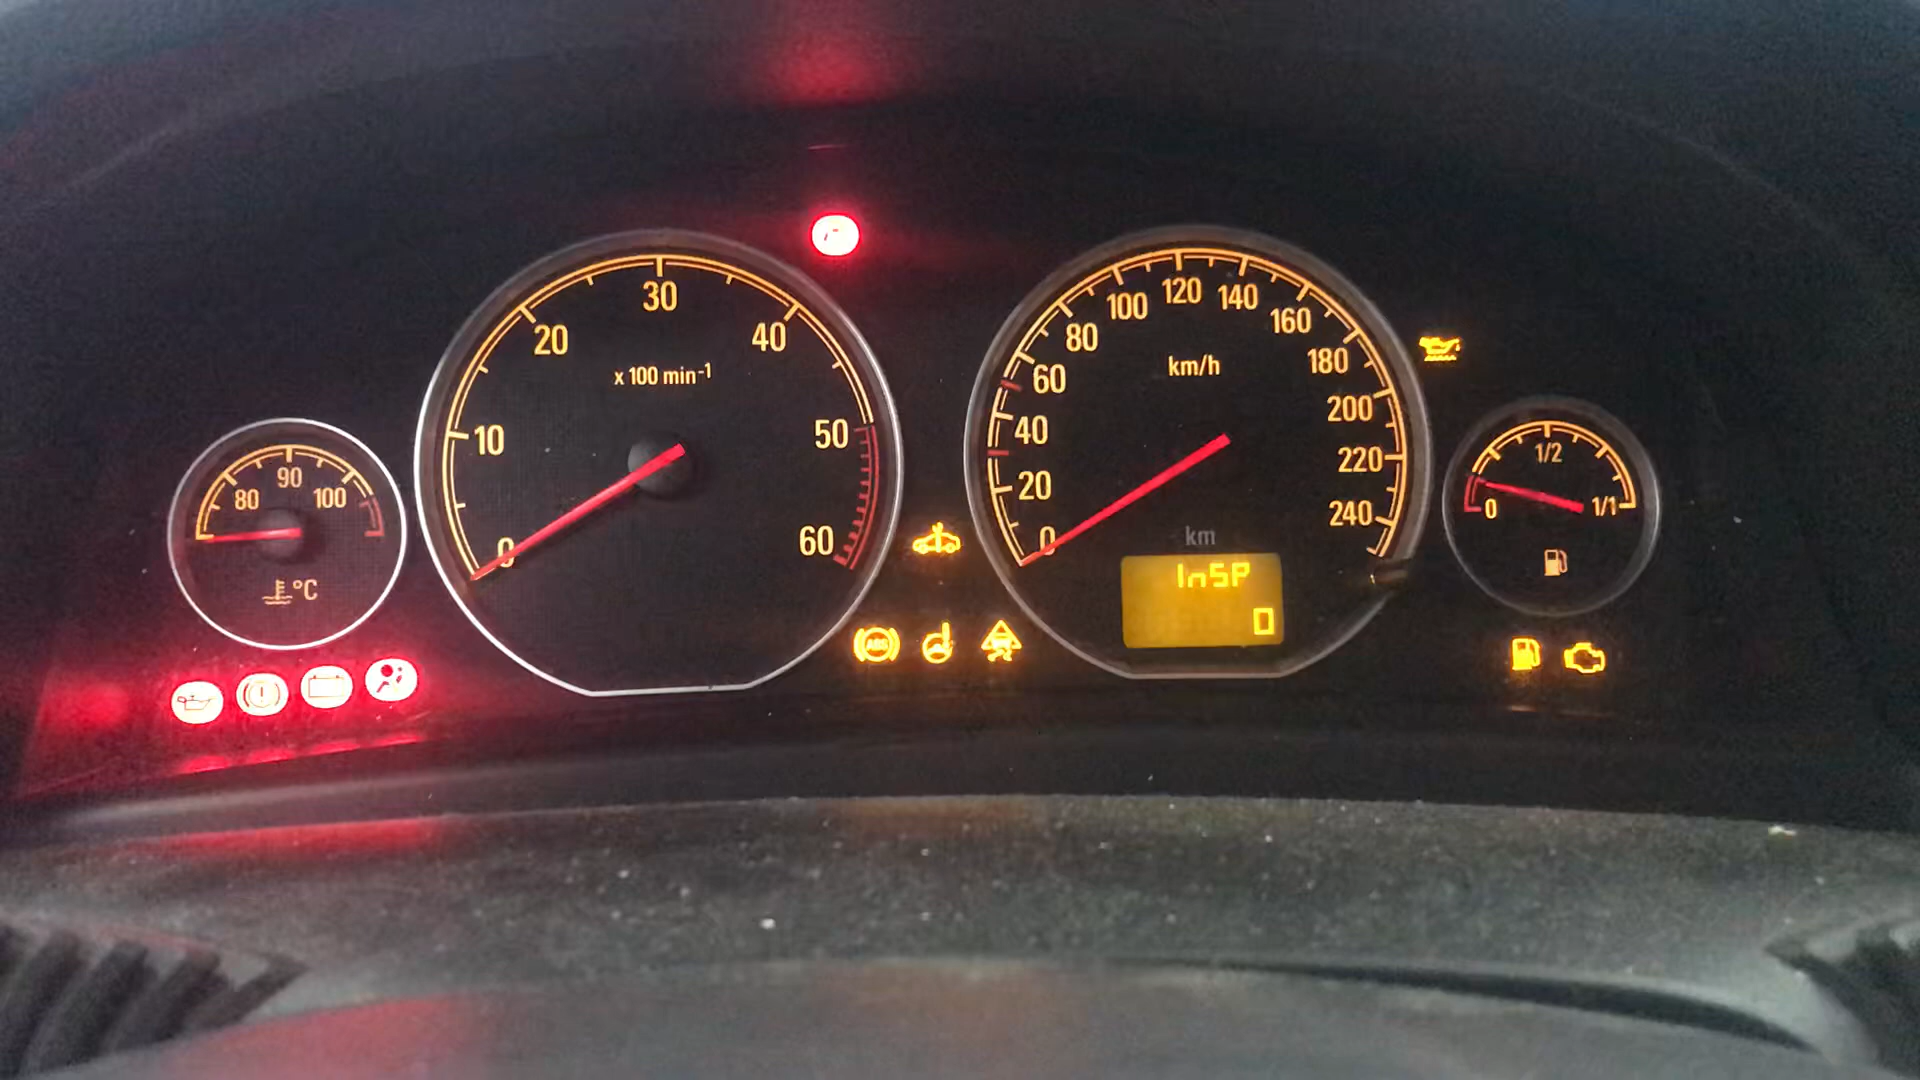 80 90 100
°C
0 10 20 30 40 50 60
x 100 min-1
ABS
0 20 40 60 80 100 120 140 160 180 200 220 240
km/h
km
InSP
0
0 1/2 1/1